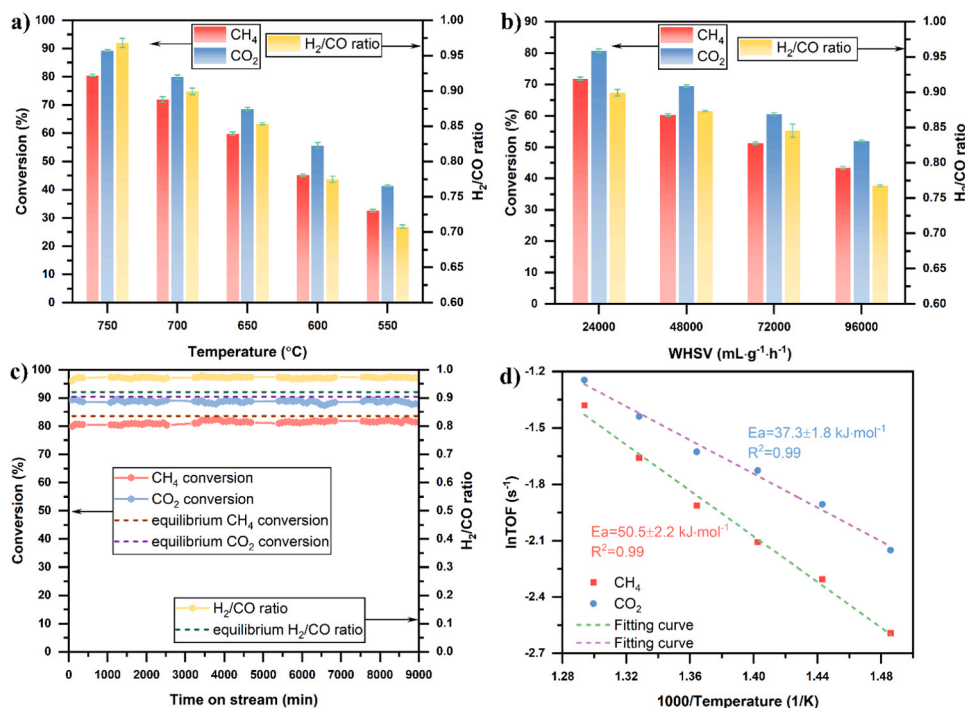 a)
CH4
CO2
H2/CO ratio
Conversion (%)
100
90
80
70
60
50
40
30
20
10
0
1.00
0.95
0.90
0.85
0.80
0.75
0.70
0.65
0.60
H2/CO ratio
750 700 650 600 550
Temperature (°C)
b)
CH4
CO2
H2/CO ratio
Conversion (%)
90
80
70
60
50
40
30
20
10
0
1.00
0.95
0.90
0.85
0.80
0.75
0.70
0.65
0.60
H2/CO ratio
24000 48000 72000 96000
WHSV (mL·g-1·h-1)
c)
Conversion (%)
100
90
80
70
60
50
40
30
20
10
0
CH4 conversion
CO2 conversion
equilibrium CH4 conversion
equilibrium CO2 conversion
H2/CO ratio
equilibrium H2/CO ratio
1.0
0.9
0.8
0.7
0.6
0.5
0.4
0.3
0.2
0.1
0.0
H2/CO ratio
0 1000 2000 3000 4000 5000 6000 7000 8000 9000
Time on stream (min)
d)
lnTOF (s-1)
-1.2
-1.5
-1.8
-2.1
-2.4
-2.7
Ea=37.3±1.8 kJ·mol-1
R2=0.99
Ea=50.5±2.2 kJ·mol-1
R2=0.99
CH4
CO2
Fitting curve
Fitting curve
1.28 1.32 1.36 1.40 1.44 1.48
1000/Temperature (1/K)